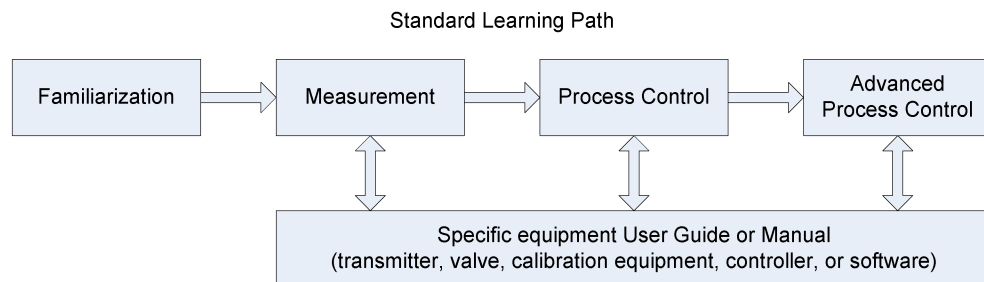 Standard Learning Path
Familiarization
Measurement
Process Control
Advanced
Process Control
Specific equipment User Guide or Manual
(transmitter, valve, calibration equipment, controller, or software)